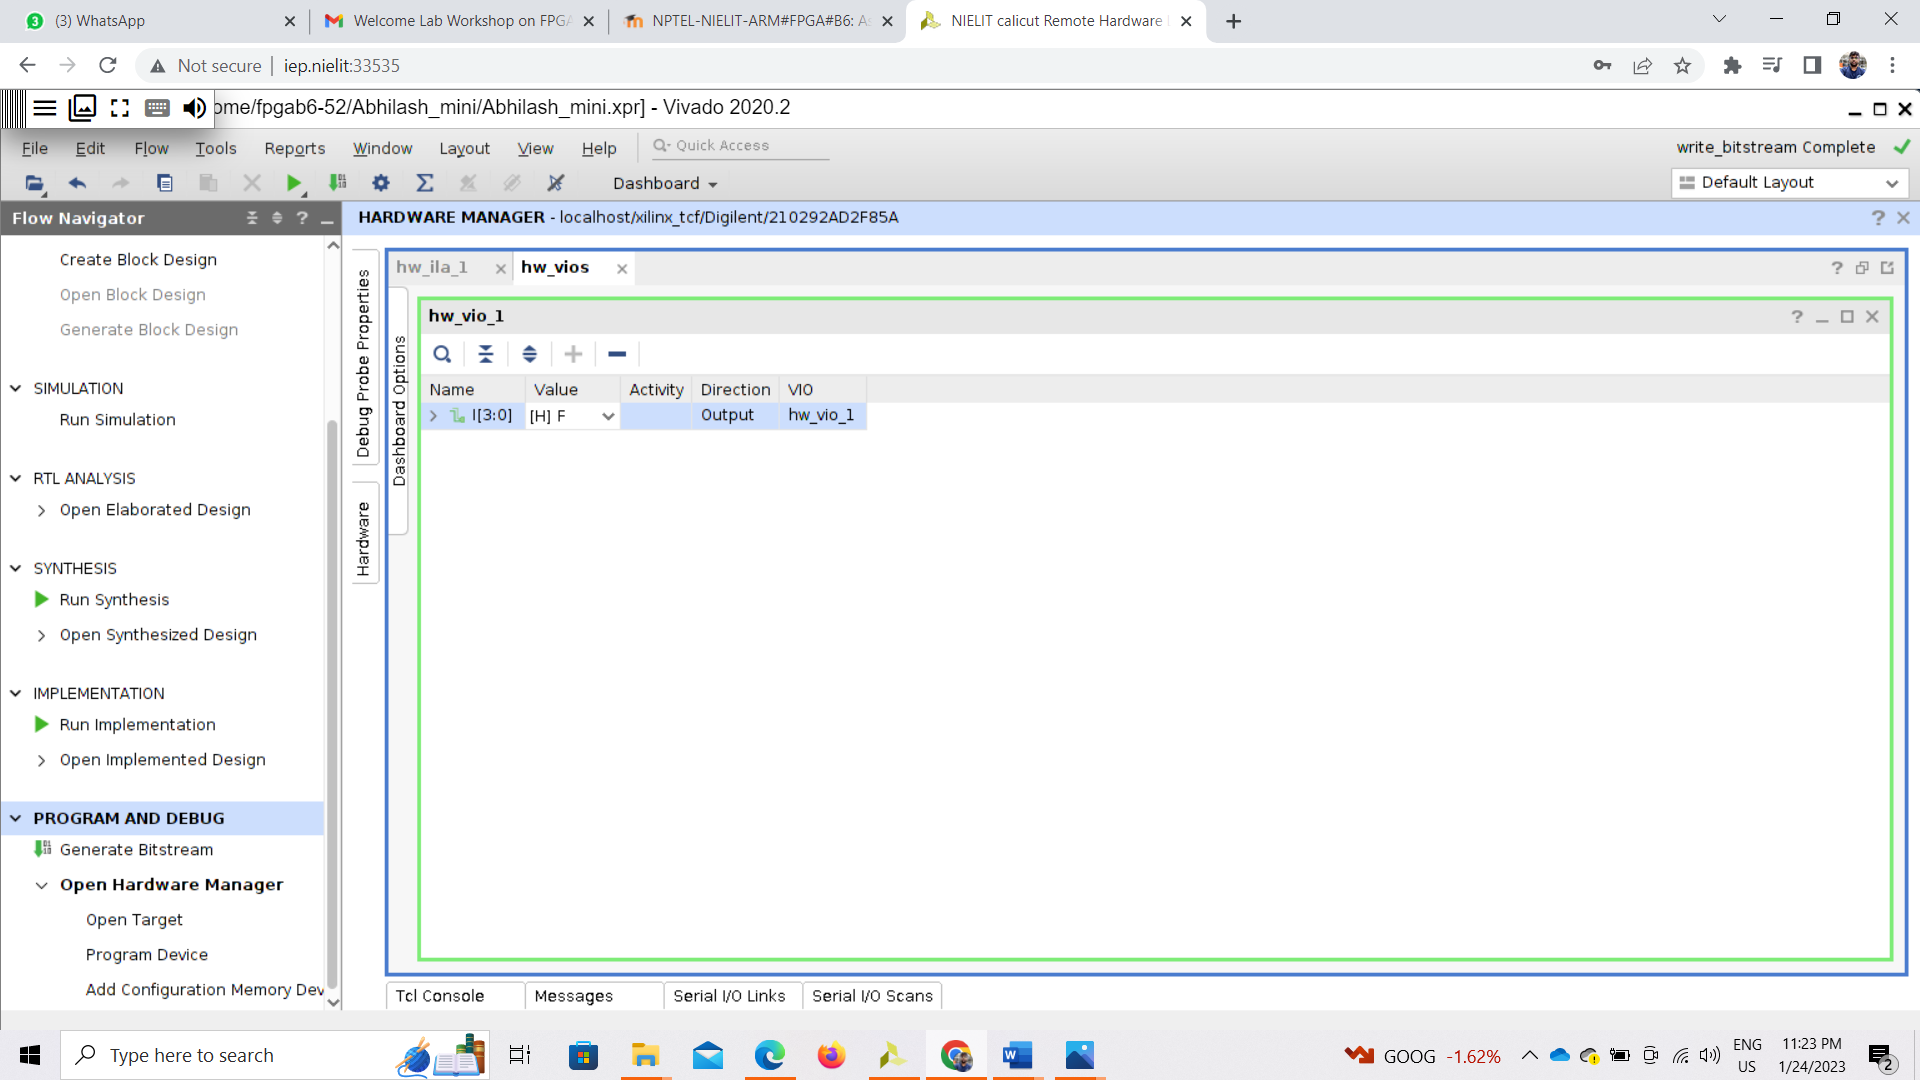 3 (3) WhatsApp
Welcome Lab Workshop on FPGA
NPTEL-NIELIT-ARM#FPGA#B6: As
NIELIT calicut Remote Hardware
Not secure | iep.nielit:33535
ome/fpgab6-52/Abhilash_mini/Abhilash_mini.xpr] - Vivado 2020.2
File Edit Flow Tools Reports Window Layout View Help Quick Access write_bitstream Complete
Dashboard Default Layout
Flow Navigator
HARDWARE MANAGER - localhost/xilinx_tcf/Digilent/210292AD2F85A
Create Block Design
Open Block Design
Generate Block Design
SIMULATION
Run Simulation
RTL ANALYSIS
Open Elaborated Design
SYNTHESIS
Run Synthesis
Open Synthesized Design
IMPLEMENTATION
Run Implementation
Open Implemented Design
PROGRAM AND DEBUG
Generate Bitstream
Open Hardware Manager
Open Target
Program Device
Add Configuration Memory Dev
Debug Probe Properties
Hardware
Dashboard Options
hw_ila_1 hw_vios
hw_vio_1
Name Value Activity Direction VIO
I[3:0] [H] F Output hw_vio_1
Tcl Console Messages Serial I/O Links Serial I/O Scans
Type here to search
GOOG -1.62%
ENG
US
11:23 PM
1/24/2023
2